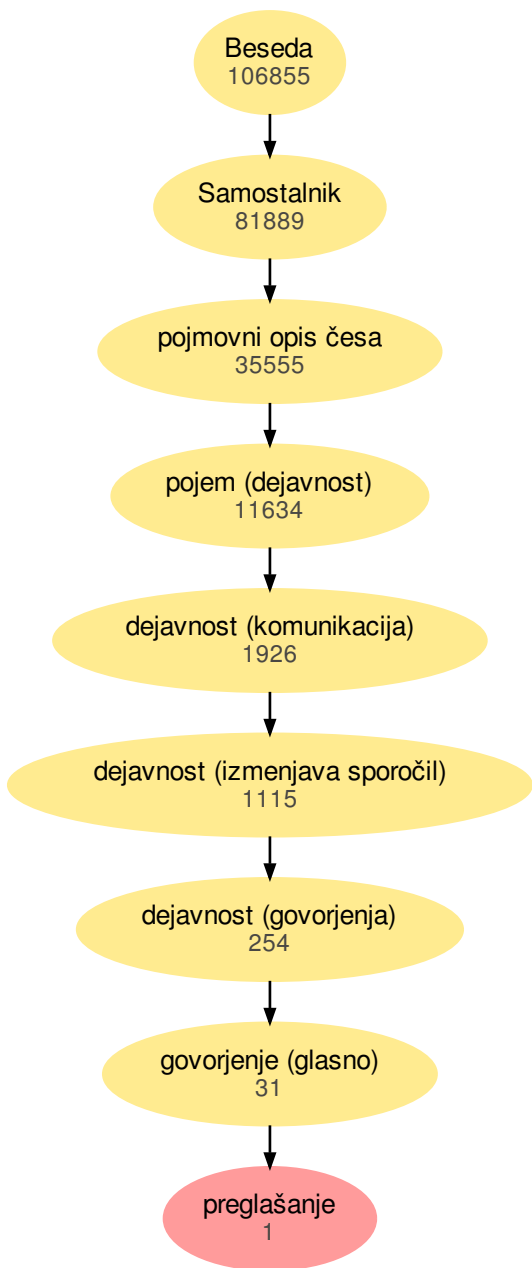 Beseda
106855
Samostalnik
81889
pojmovni opis česa
35555
pojem (dejavnost)
11634
dejavnost (komunikacija)
1926
dejavnost (izmenjava sporočil)
1115
dejavnost (govorjenja)
254
govorjenje (glasno)
31
preglašanje
1